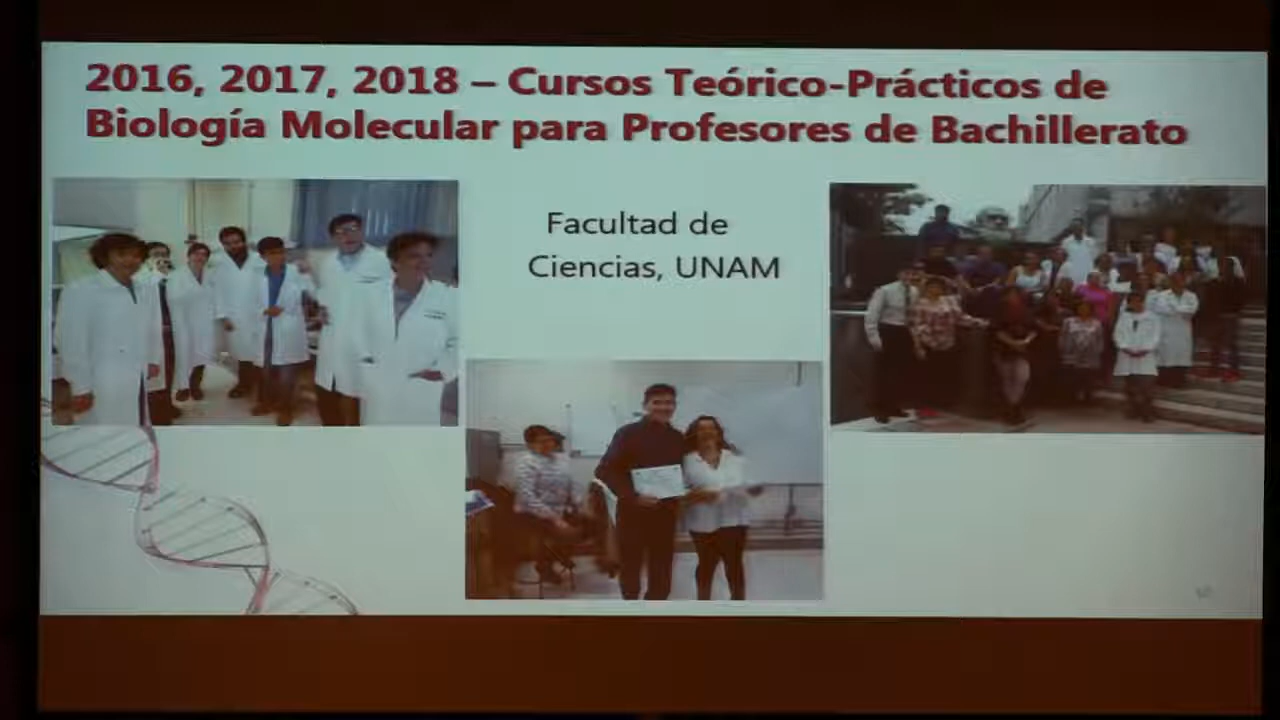 2016, 2017, 2018 – Cursos Teórico-Prácticos de
Biología Molecular para Profesores de Bachillerato
Facultad de
Ciencias, UNAM